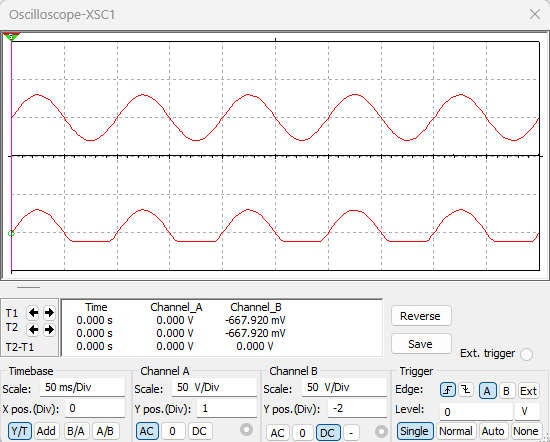 Oscilloscope-XSC1
T1
T2
T2-T1
Time Channel_A Channel_B
0.000 s 0.000 V -667.920 mV
0.000 s 0.000 V -667.920 mV
0.000 s 0.000 V 0.000 V
Reverse
Save
Ext. trigger
Timebase
Scale: 50 ms/Div
X pos.(Div): 0
Y/T Add B/A A/B
Channel A
Scale: 50 V/Div
Y pos.(Div): 1
AC 0 DC
Channel B
Scale: 50 V/Div
Y pos.(Div): -2
AC 0 DC -
Trigger
Edge: A B Ext
Level: 0 V
Single Normal Auto None